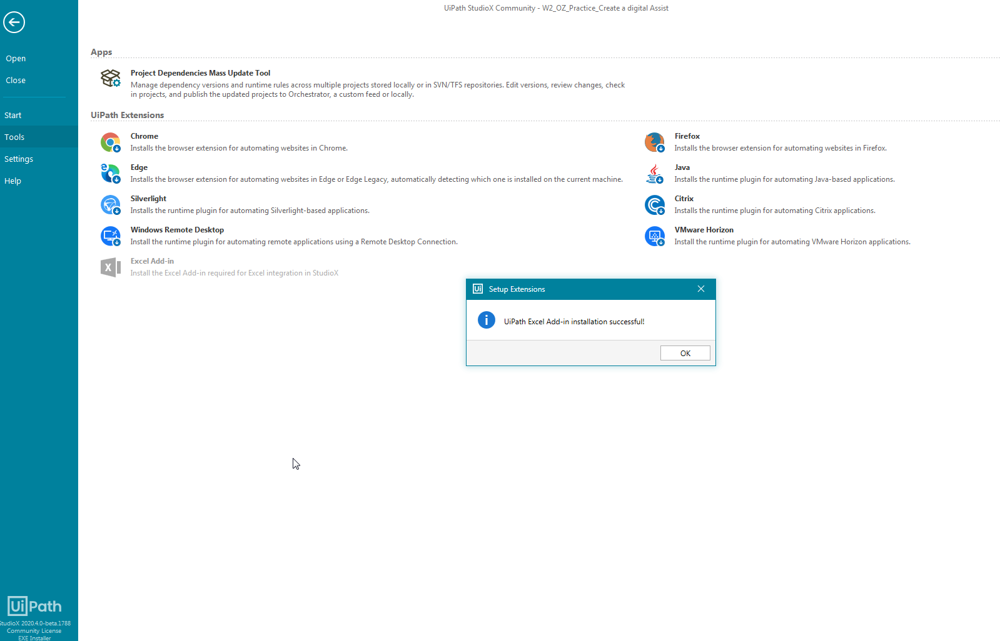 UiPath StudioX Community - W2_OZ_Practice_Create a digital Assist
Open
Close
Start
Tools
Settings
Help
Apps
Project Dependencies Mass Update Tool
Manage dependency versions and runtime rules across multiple projects stored locally or in SVN/TFS repositories. Edit versions, review changes, check
in projects, and publish the updated projects to Orchestrator, a custom feed or locally.
UiPath Extensions
Chrome
Installs the browser extension for automating websites in Chrome.
Firefox
Installs the browser extension for automating websites in Firefox.
Edge
Installs the browser extension for automating websites in Edge or Edge Legacy, automatically detecting which one is installed on the current machine.
Java
Installs the runtime plugin for automating Java-based applications.
Silverlight
Installs the runtime plugin for automating Silverlight-based applications.
Citrix
Installs the runtime plugin for automating Citrix applications.
Windows Remote Desktop
Install the runtime plugin for automating remote applications using a Remote Desktop Connection.
VMware Horizon
Install the runtime plugin for automating VMware Horizon applications.
Excel Add-in
Install the Excel Add-in required for Excel integration in StudioX
Ui Setup Extensions
UiPath Excel Add-in installation successful!
OK
UiPath
StudioX 2020.4.0-beta.1788
Community License
EXE Installer